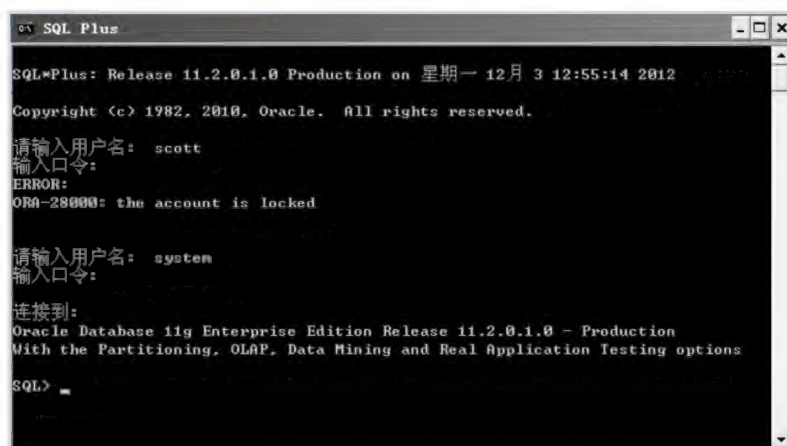 SQL Plus
SQL*Plus: Release 11.2.0.1.0 Production on 星期一 12月 3 12:55:14 2012
Copyright (c) 1982, 2010, Oracle.  All rights reserved.
请输入用户名:  scott
输入口令:
ERROR:
ORA-28000: the account is locked
请输入用户名:  system
输入口令:
连接到:
Oracle Database 11g Enterprise Edition Release 11.2.0.1.0 - Production
With the Partitioning, OLAP, Data Mining and Real Application Testing options
SQL> _